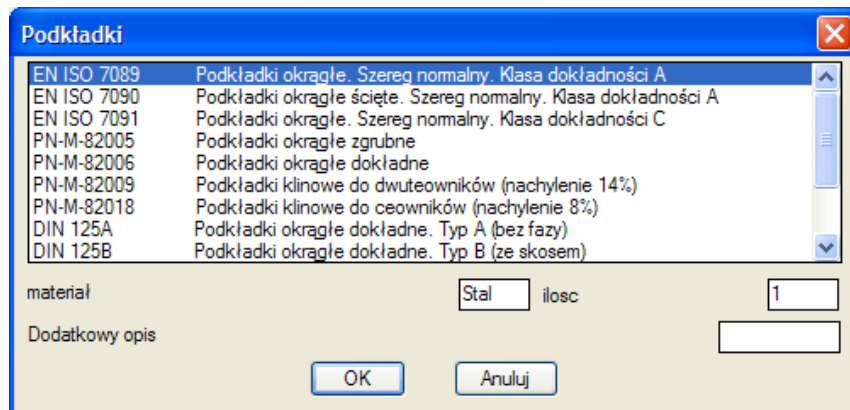 Podkładki
EN ISO 7089 Podkładki okrągłe. Szereg normalny. Klasa dokładności A
EN ISO 7090 Podkładki okrągłe ścięte. Szereg normalny. Klasa dokładności A
EN ISO 7091 Podkładki okrągłe. Szereg normalny. Klasa dokładności C
PN-M-82005 Podkładki okrągłe zgrubne
PN-M-82006 Podkładki okrągłe dokładne
PN-M-82009 Podkładki klinowe do dwuteowników (nachylenie 14%)
PN-M-82018 Podkładki klinowe do ceowników (nachylenie 8%)
DIN 125A Podkładki okrągłe dokładne. Typ A (bez fazy)
DIN 125B Podkładki okrągłe dokładne. Typ B (ze skosem)
materiał Stal ilosc 1
Dodatkowy opis
OK Anuluj